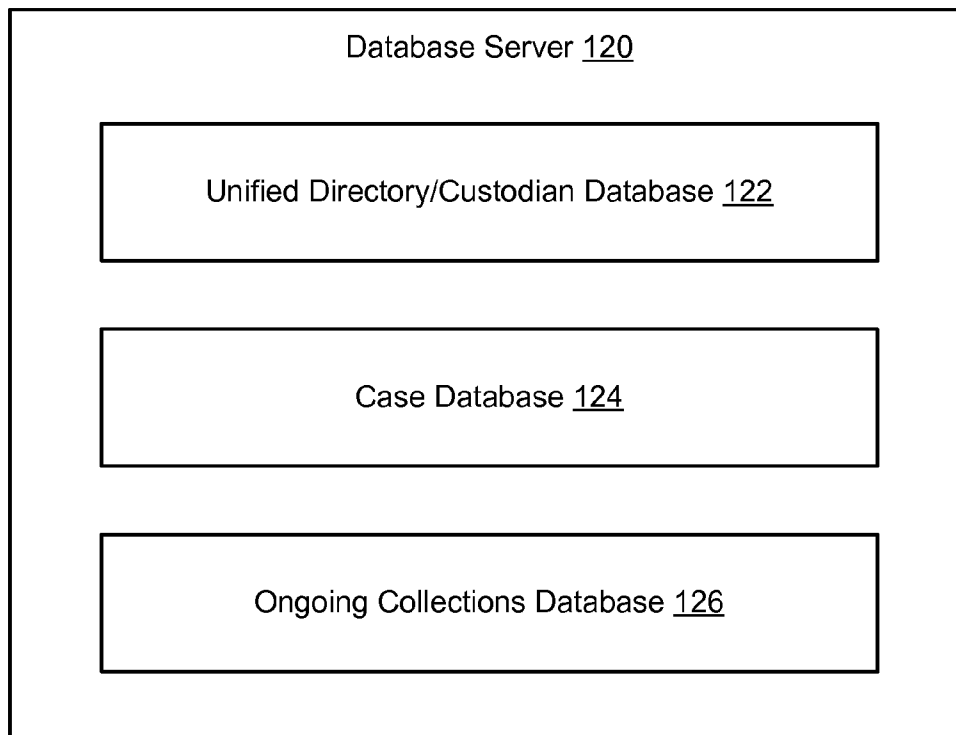 Database Server 120
Unified Directory/Custodian Database 122
Case Database 124
Ongoing Collections Database 126